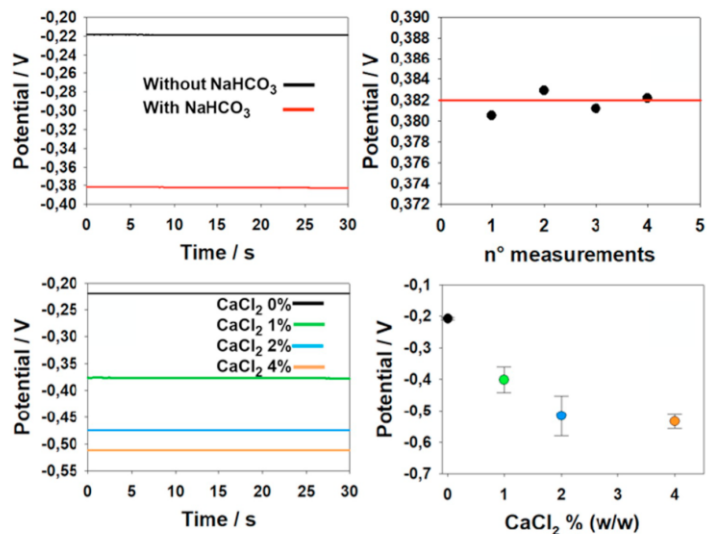 Potential / V
-0,20
-0,22
-0,24
-0,26
-0,28
-0,30
-0,32
-0,34
-0,36
-0,38
-0,40
Without NaHCO3
With NaHCO3
0 5 10 15 20 25 30
Time / s
Potential / V
0,390
0,388
0,386
0,384
0,382
0,380
0,378
0,376
0,374
0,372
0 1 2 3 4 5
n° measurements
Potential / V
-0,20
-0,25
-0,30
-0,35
-0,40
-0,45
-0,50
-0,55
CaCl2 0%
CaCl2 1%
CaCl2 2%
CaCl2 4%
0 5 10 15 20 25 30
Time / s
Potential / V
-0,1
-0,2
-0,3
-0,4
-0,5
-0,6
-0,7
0 1 2 3 4
CaCl2 % (w/w)